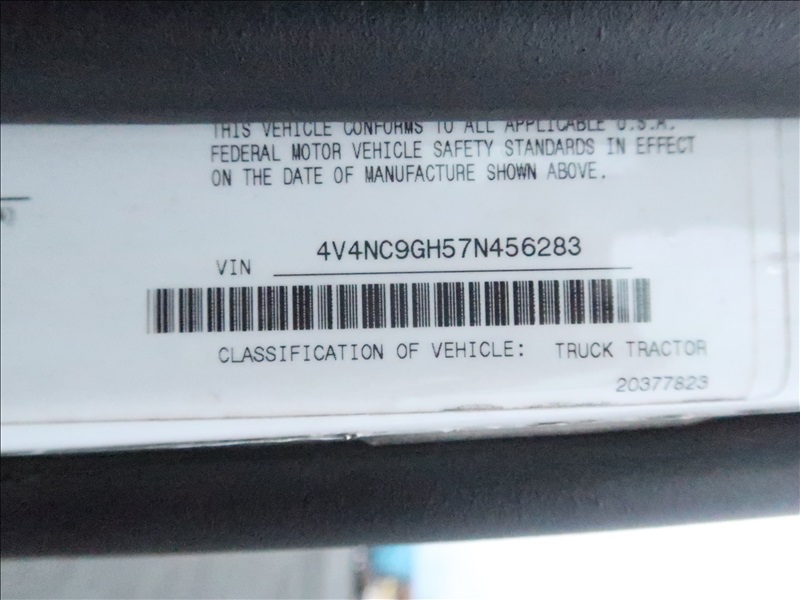 THIS VEHICLE CONFORMS TO ALL APPLICABLE U.S.A.
FEDERAL MOTOR VEHICLE SAFETY STANDARDS IN EFFECT
ON THE DATE OF MANUFACTURE SHOWN ABOVE.
VIN 4V4NC9GH57N456283
CLASSIFICATION OF VEHICLE: TRUCK TRACTOR
20377823